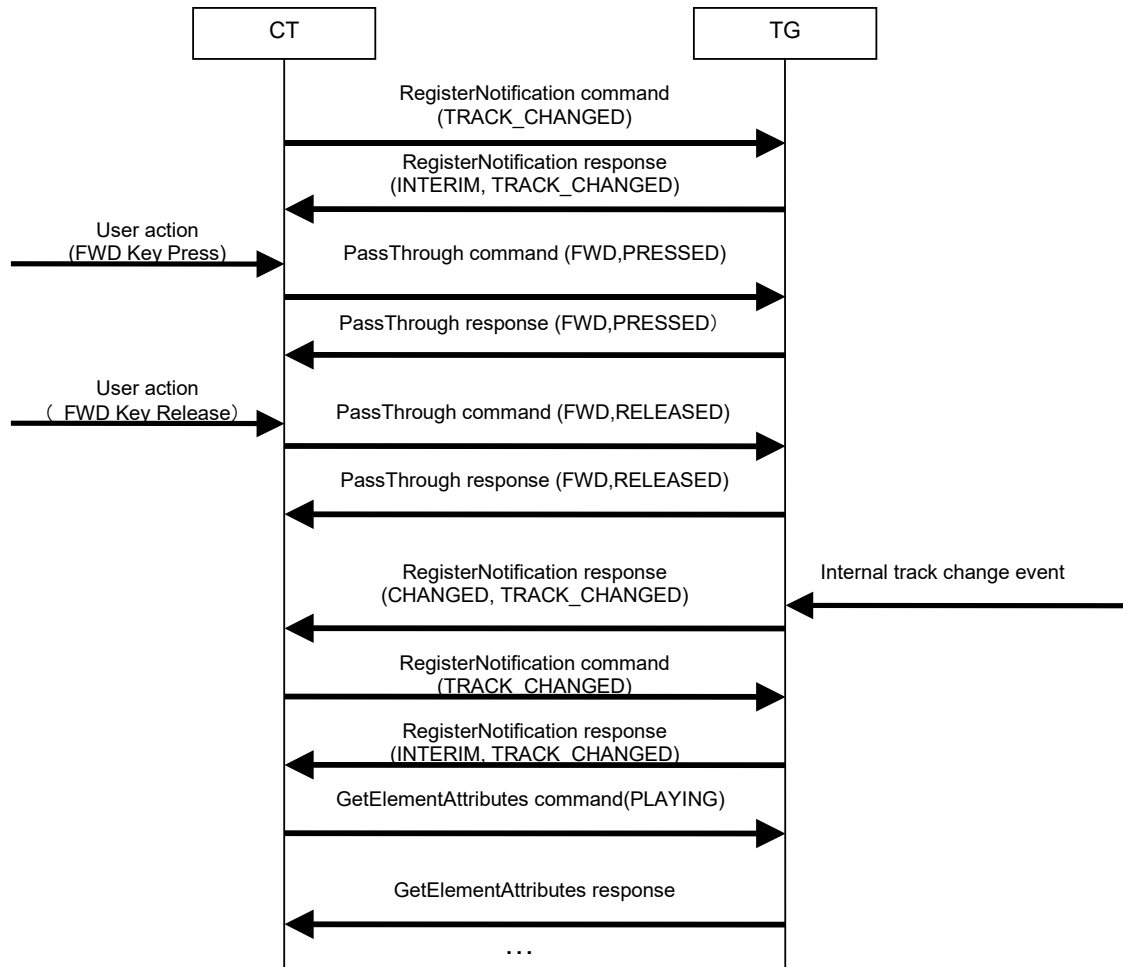 CT
TG
RegisterNotification command
(TRACK_CHANGED)
RegisterNotification response
(INTERIM, TRACK_CHANGED)
User action
(FWD Key Press)
PassThrough command (FWD,PRESSED)
PassThrough response (FWD,PRESSED）
User action
（ FWD Key Release）
PassThrough command (FWD,RELEASED)
PassThrough response (FWD,RELEASED)
RegisterNotification response
(CHANGED, TRACK_CHANGED)
Internal track change event
RegisterNotification command
(TRACK_CHANGED)
RegisterNotification response
(INTERIM, TRACK_CHANGED)
GetElementAttributes command(PLAYING)
GetElementAttributes response
...